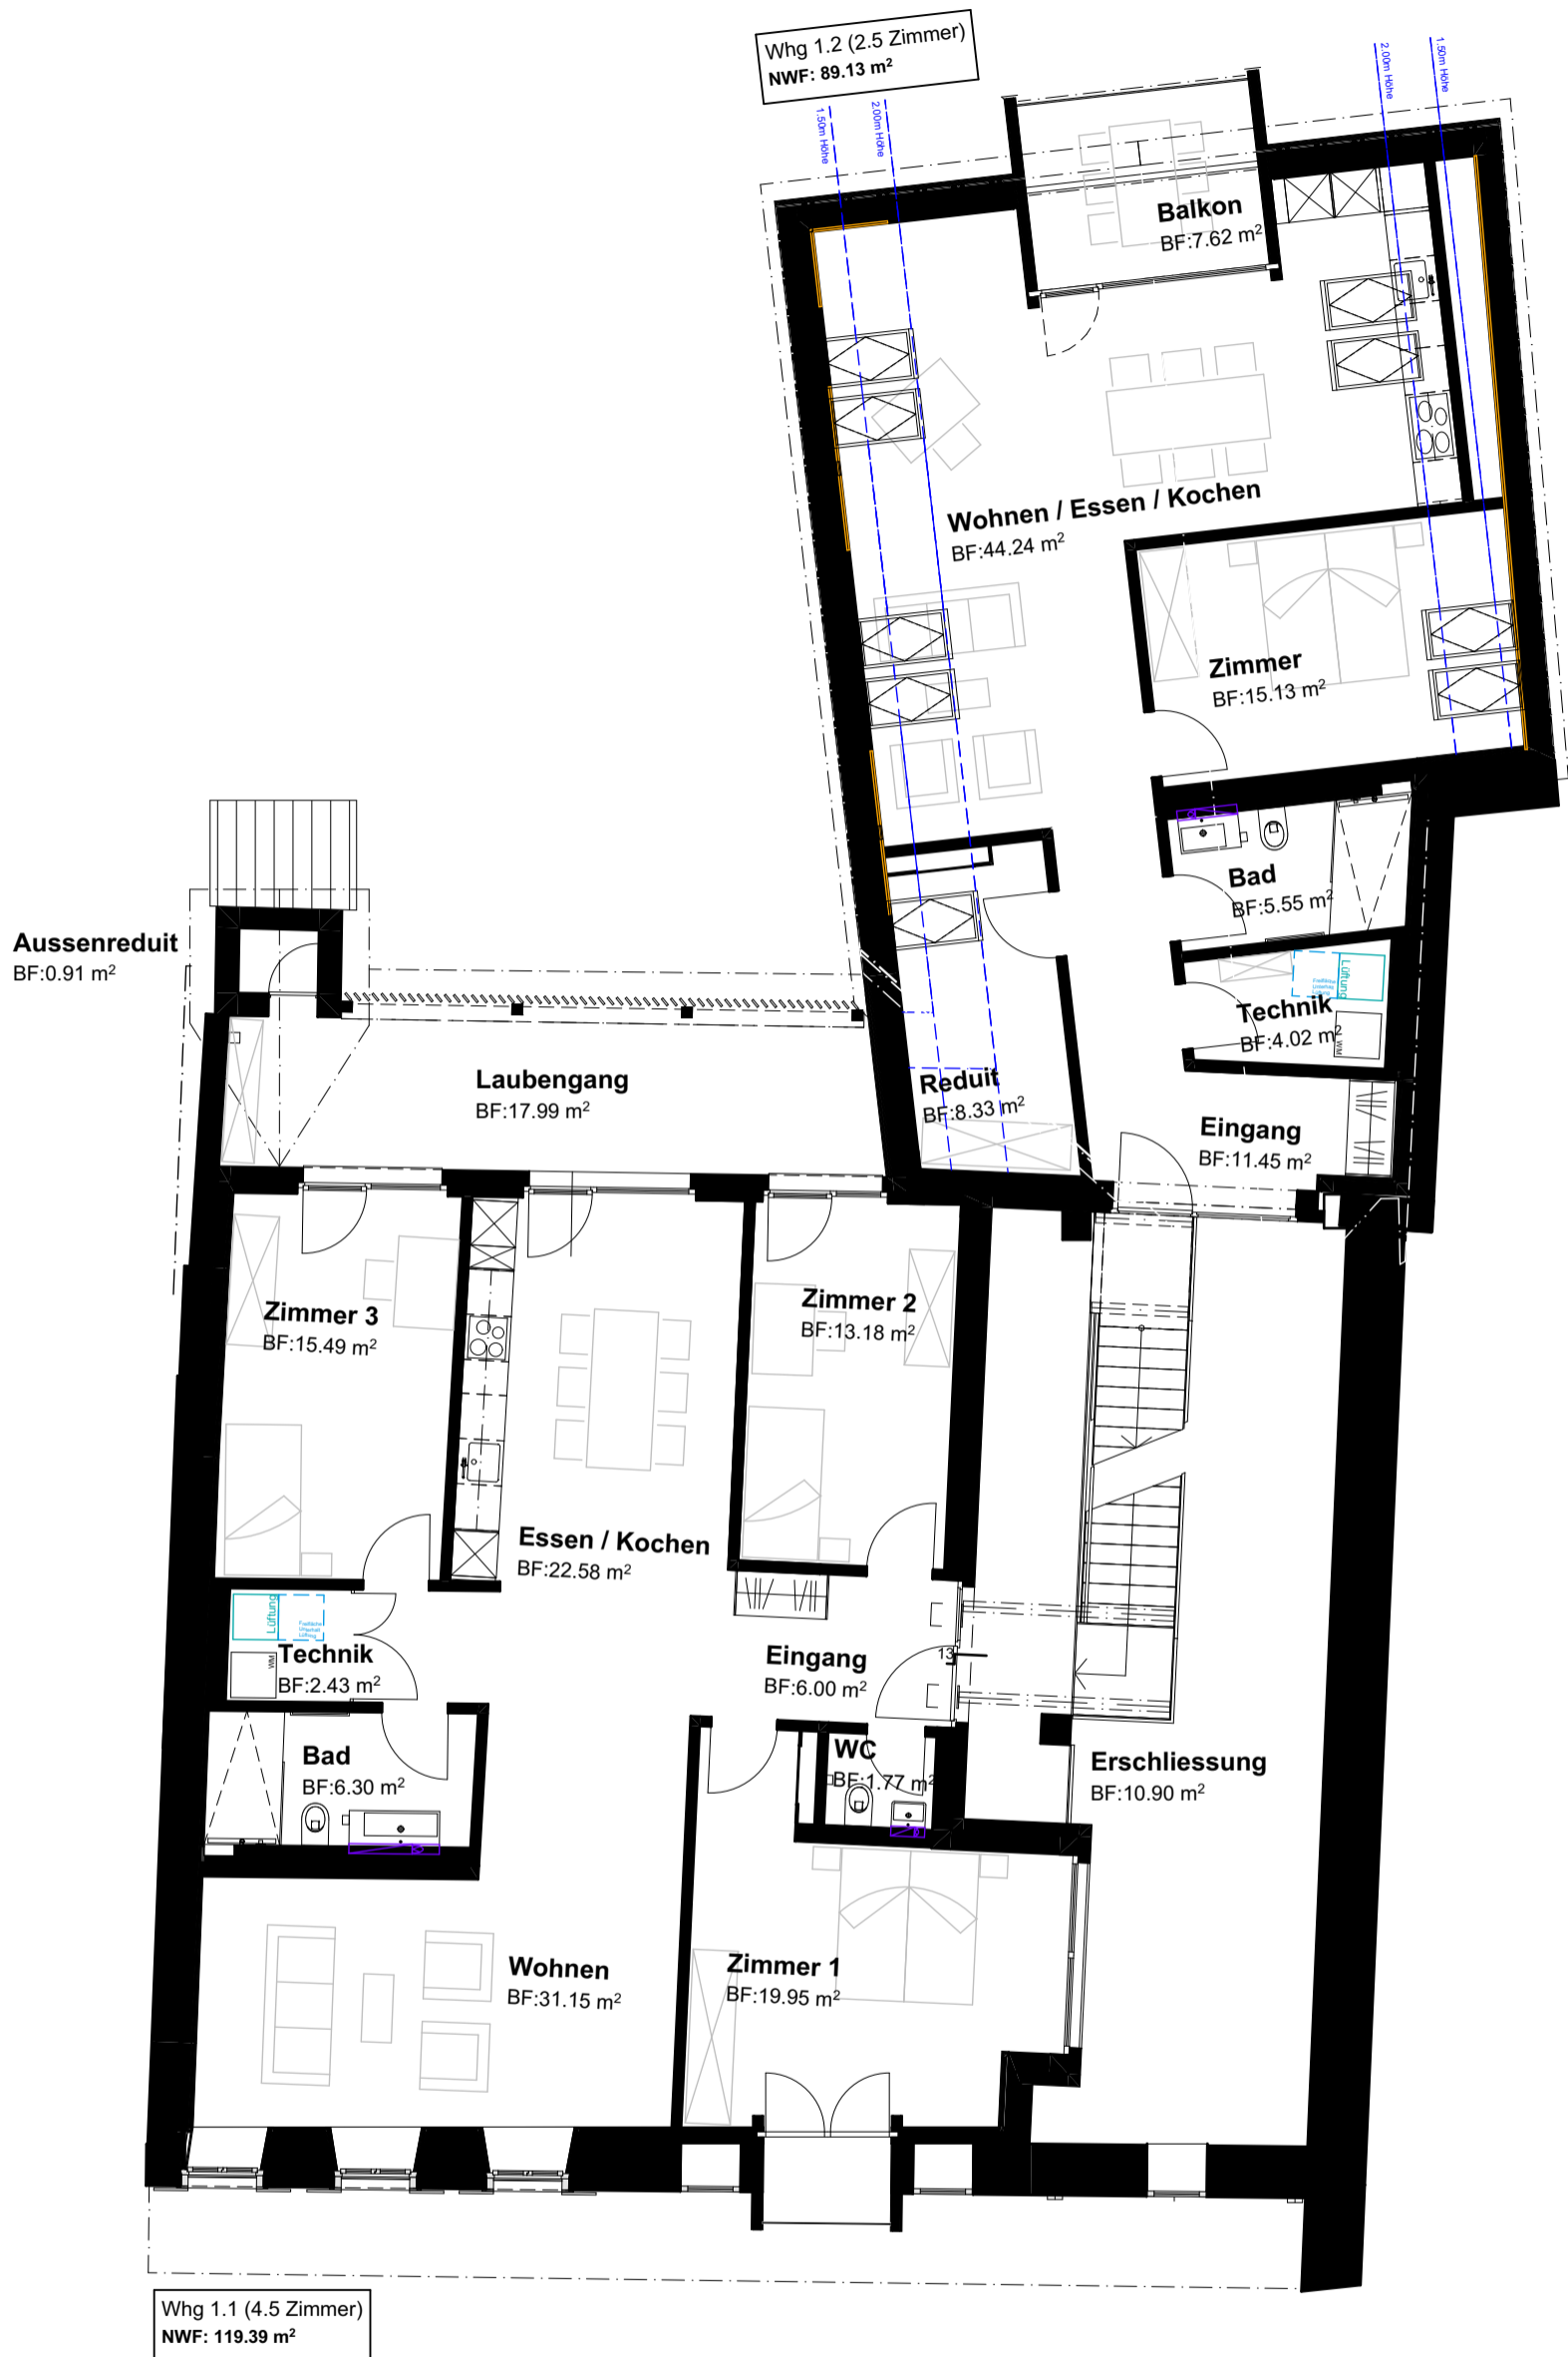 Whg 1.2 (2.5 Zimmer)
NWF: 89.13 m²
1.50m Höhe
2.00m Höhe
2.00m Höhe
1.50m Höhe
Balkon
BF:7.62 m²
Wohnen / Essen / Kochen
BF:44.24 m²
Zimmer
BF:15.13 m²
Bad
BF:5.55 m²
Lüftung
Technik
BF:4.02 m²
WM
Aussenreduit
BF:0.91 m²
Laubengang
BF:17.99 m²
Reduit
BF:8.33 m²
Eingang
BF:11.45 m²
Zimmer 3
BF:15.49 m²
Zimmer 2
BF:13.18 m²
Essen / Kochen
BF:22.58 m²
Lüftung
Technik
BF:2.43 m²
WM
Eingang
BF:6.00 m²
13
Bad
BF:6.30 m²
WC
BF:1.77 m²
Erschliessung
BF:10.90 m²
Wohnen
BF:31.15 m²
Zimmer 1
BF:19.95 m²
Whg 1.1 (4.5 Zimmer)
NWF: 119.39 m²